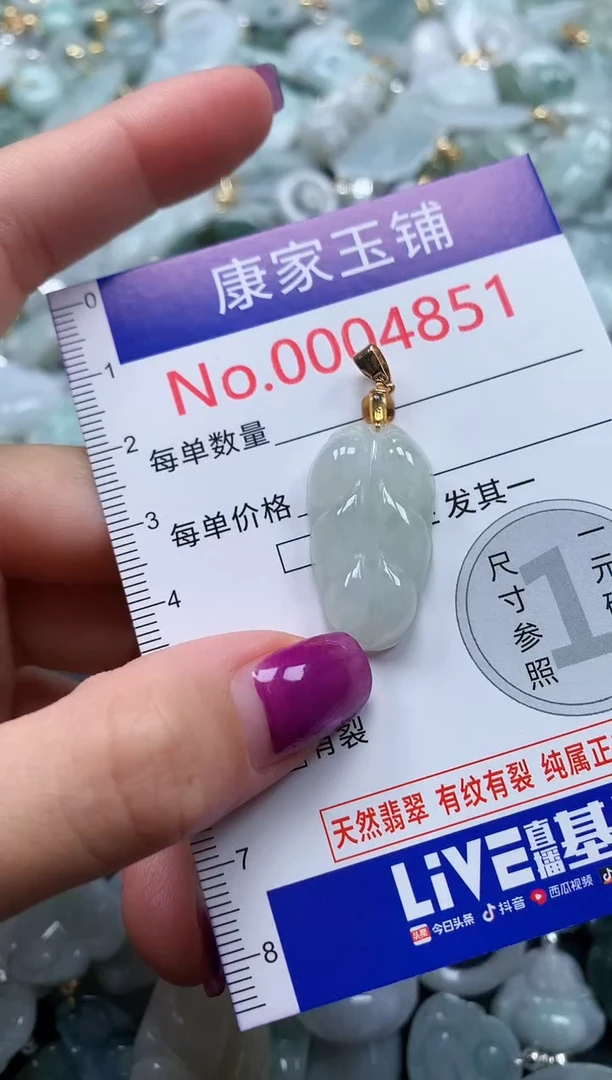 康家玉铺
No.0004851
0
1
每单数量
2
每单价格 发其一
3
4
尺寸参照
1
一元硬
有裂
天然翡翠 有纹有裂 纯属正
7
LiVE直播基
今日头条 抖音 西瓜视频
8